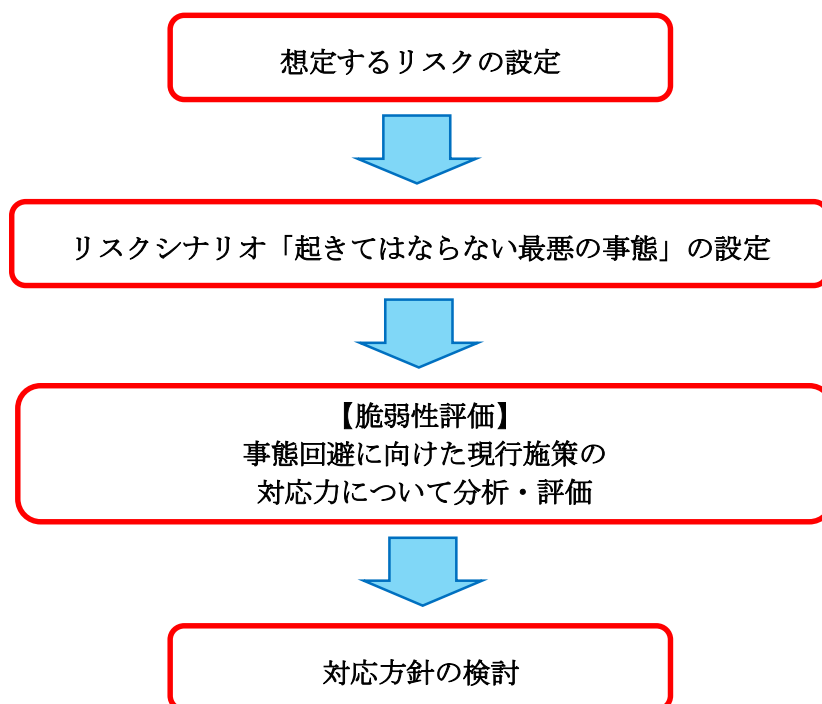 想定するリスクの設定
リスクシナリオ「起きてはならない最悪の事態」の設定
【脆弱性評価】
事態回避に向けた現行施策の
対応力について分析・評価
対応方針の検討